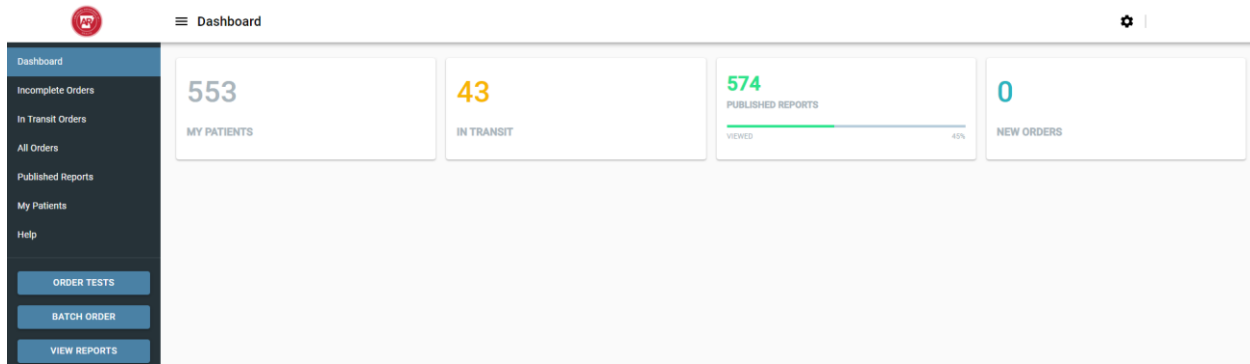 AR
Dashboard
Dashboard
Incomplete Orders
In Transit Orders
All Orders
Published Reports
My Patients
Help
ORDER TESTS
BATCH ORDER
VIEW REPORTS
553
MY PATIENTS
43
IN TRANSIT
574
PUBLISHED REPORTS
VIEWED 45%
0
NEW ORDERS